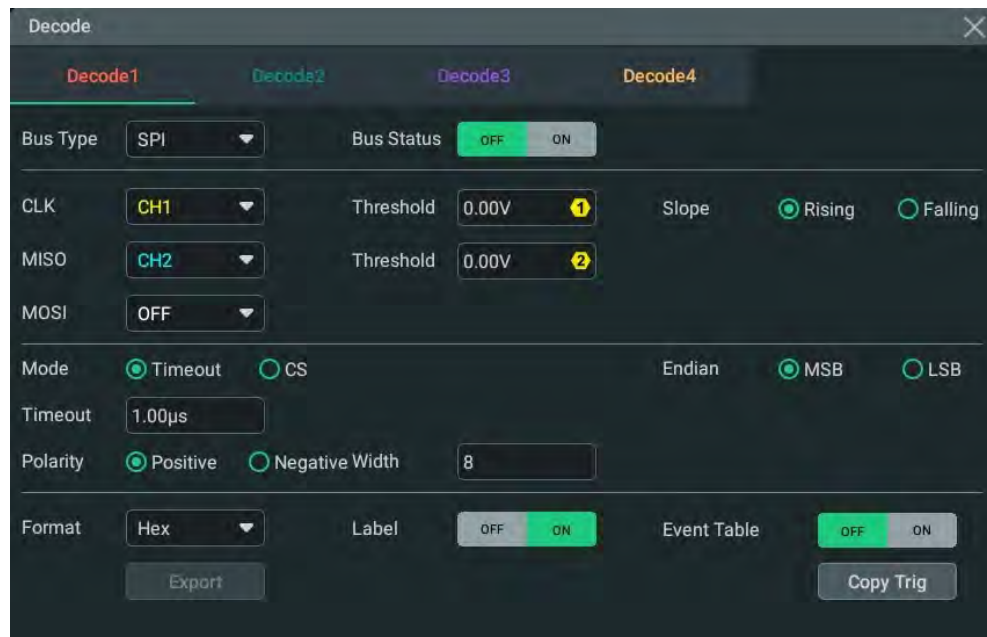 Decode
Decode1 Decode2 Decode3 Decode4
Bus Type SPI Bus Status OFF ON
CLK CH1 Threshold 0.00V 1 Slope Rising Falling
MISO CH2 Threshold 0.00V 2
MOSI OFF
Mode Timeout CS Endian MSB LSB
Timeout 1.00µs
Polarity Positive Negative Width 8
Format Hex Label OFF ON Event Table OFF ON
Export Copy Trig